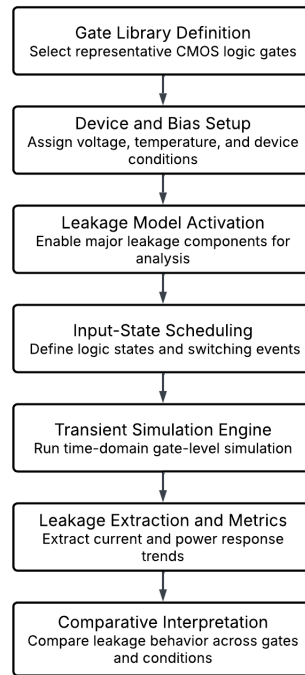 Gate Library Definition
Select representative CMOS logic gates
Device and Bias Setup
Assign voltage, temperature, and device
conditions
Leakage Model Activation
Enable major leakage components for
analysis
Input-State Scheduling
Define logic states and switching events
Transient Simulation Engine
Run time-domain gate-level simulation
Leakage Extraction and Metrics
Extract current and power response
trends
Comparative Interpretation
Compare leakage behavior across gates
and conditions